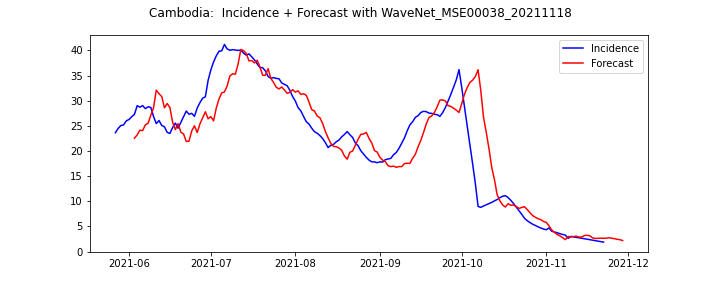 Cambodia:  Incidence + Forecast with WaveNet_MSE00038_20211118
Incidence
Forecast
40
35
30
25
20
15
10
5
0
2021-06 2021-07 2021-08 2021-09 2021-10 2021-11 2021-12